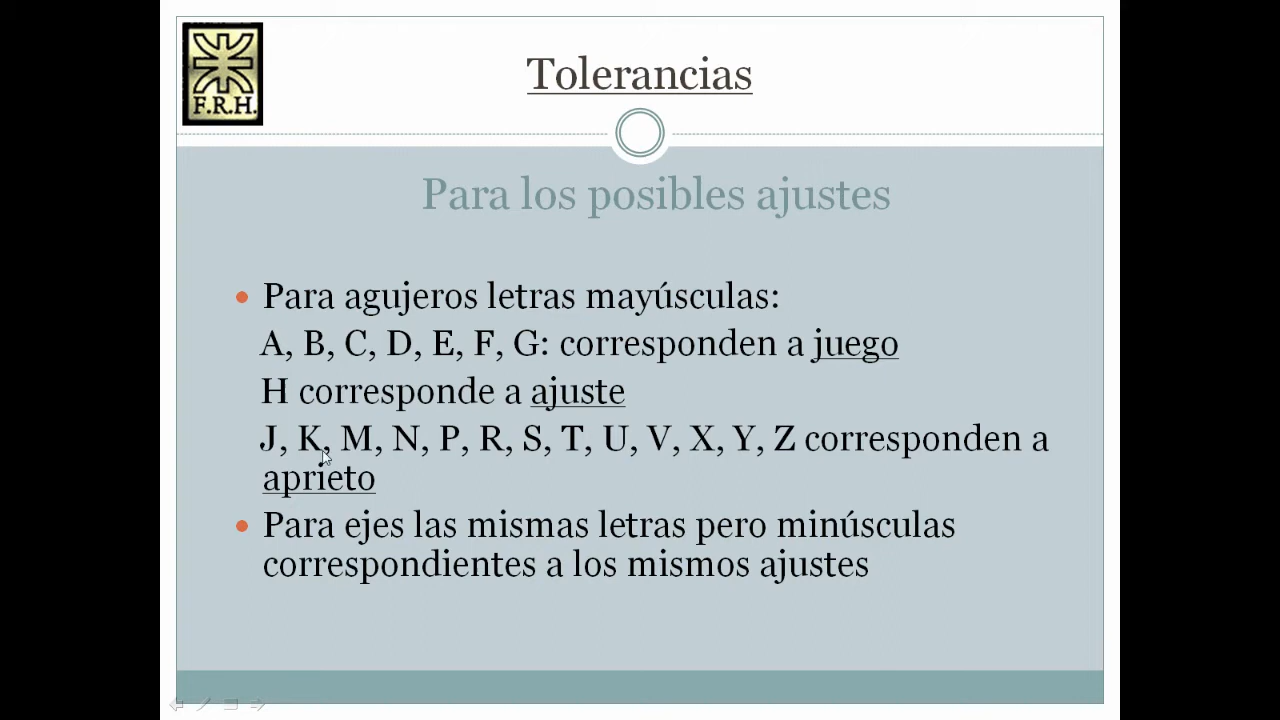 F.R.H.
Tolerancias
Para los posibles ajustes
Para agujeros letras mayúsculas:
A, B, C, D, E, F, G: corresponden a juego
H corresponde a ajuste
J, K, M, N, P, R, S, T, U, V, X, Y, Z corresponden a
aprieto
Para ejes las mismas letras pero minúsculas
correspondientes a los mismos ajustes